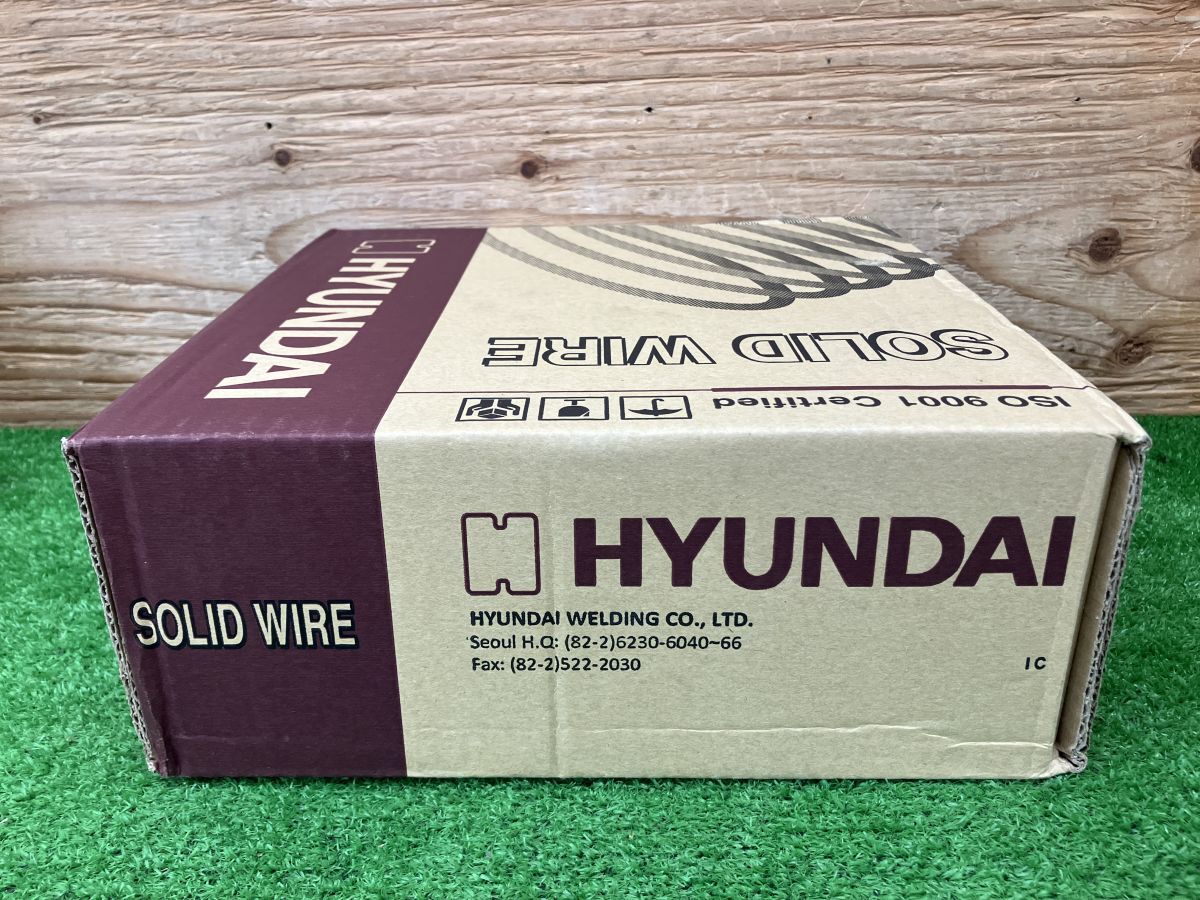 HYUNDAI
SOLID WIRE
ISO 9001 Certified
HYUNDAI
HYUNDAI WELDING CO., LTD.
Seoul H.Q: (82-2)6230-6040~66
Fax: (82-2)522-2030
IC
SOLID WIRE